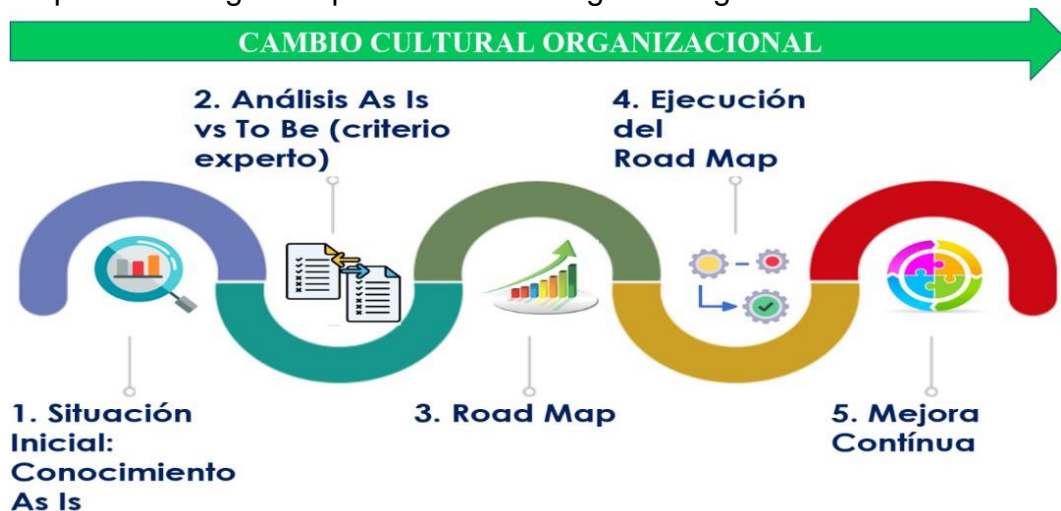 CAMBIO CULTURAL ORGANIZACIONAL
2. Análisis As Is
vs To Be (criterio
experto)
4. Ejecución
del
Road Map
1. Situación
Inicial:
Conocimiento
As Is
3. Road Map
5. Mejora
Contínua